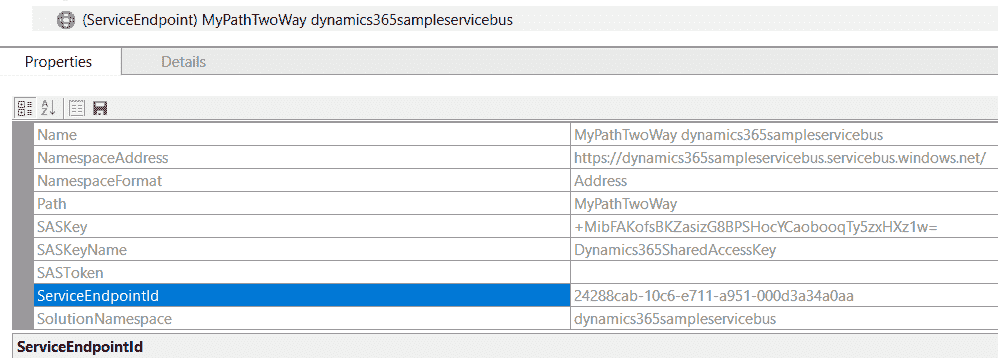 (ServiceEndpoint) MyPathTwoWay dynamics365sampleservicebus
Properties Details
Name MyPathTwoWay dynamics365sampleservicebus
NamespaceAddress https://dynamics365sampleservicebus.servicebus.windows.net/
NamespaceFormat Address
Path MyPathTwoWay
SASKey +MibFAKofsBKZasizG8BPSHocYCaobooqTy5zxHXz1w=
SASKeyName Dynamics365SharedAccessKey
SASToken
ServiceEndpointId 24288cab-10c6-e711-a951-000d3a34a0aa
SolutionNamespace dynamics365sampleservicebus
ServiceEndpointId